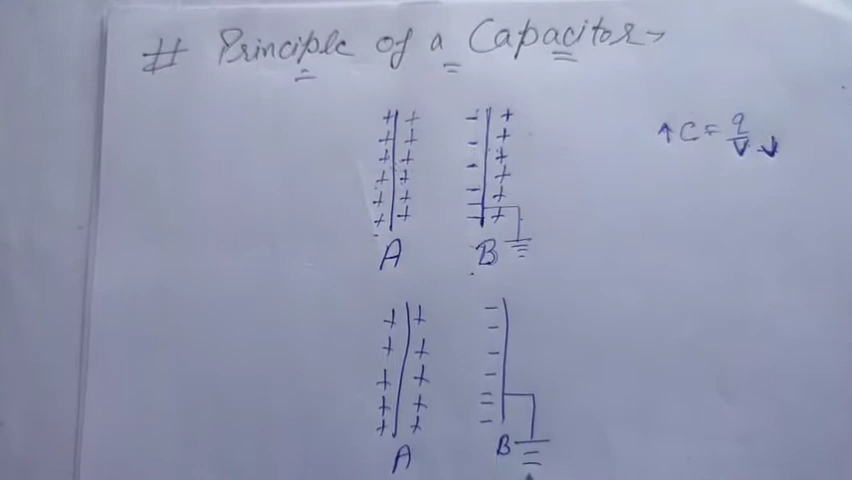 # Principle of a Capacitor →
↑ C = q/V ↓
A B
A B